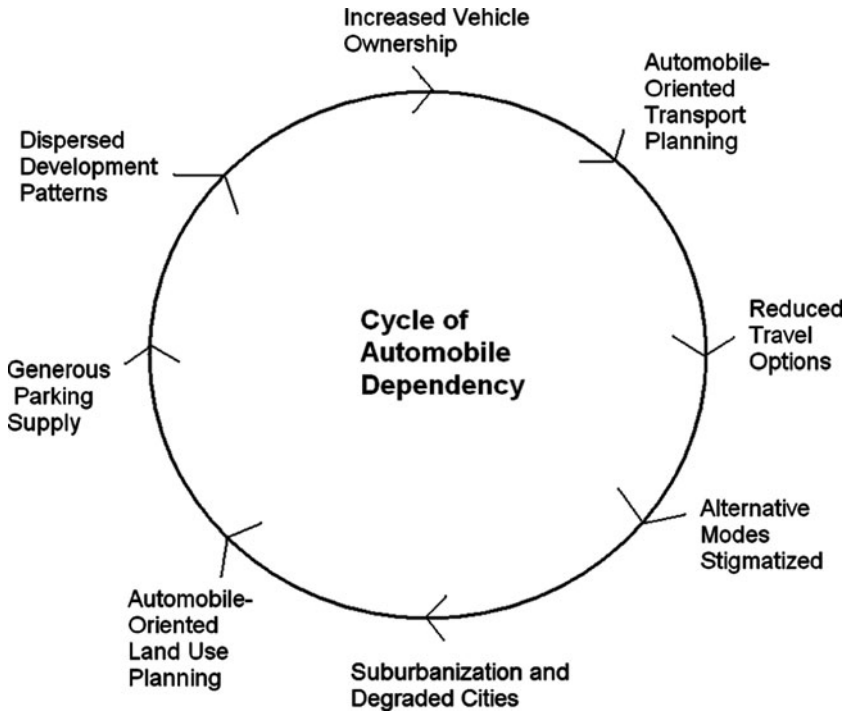 Increased Vehicle
Ownership
Automobile-
Oriented
Transport
Planning
Reduced
Travel
Options
Alternative
Modes
Stigmatized
Suburbanization and
Degraded Cities
Automobile-
Oriented
Land Use
Planning
Generous
Parking
Supply
Dispersed
Development
Patterns
Cycle of
Automobile
Dependency